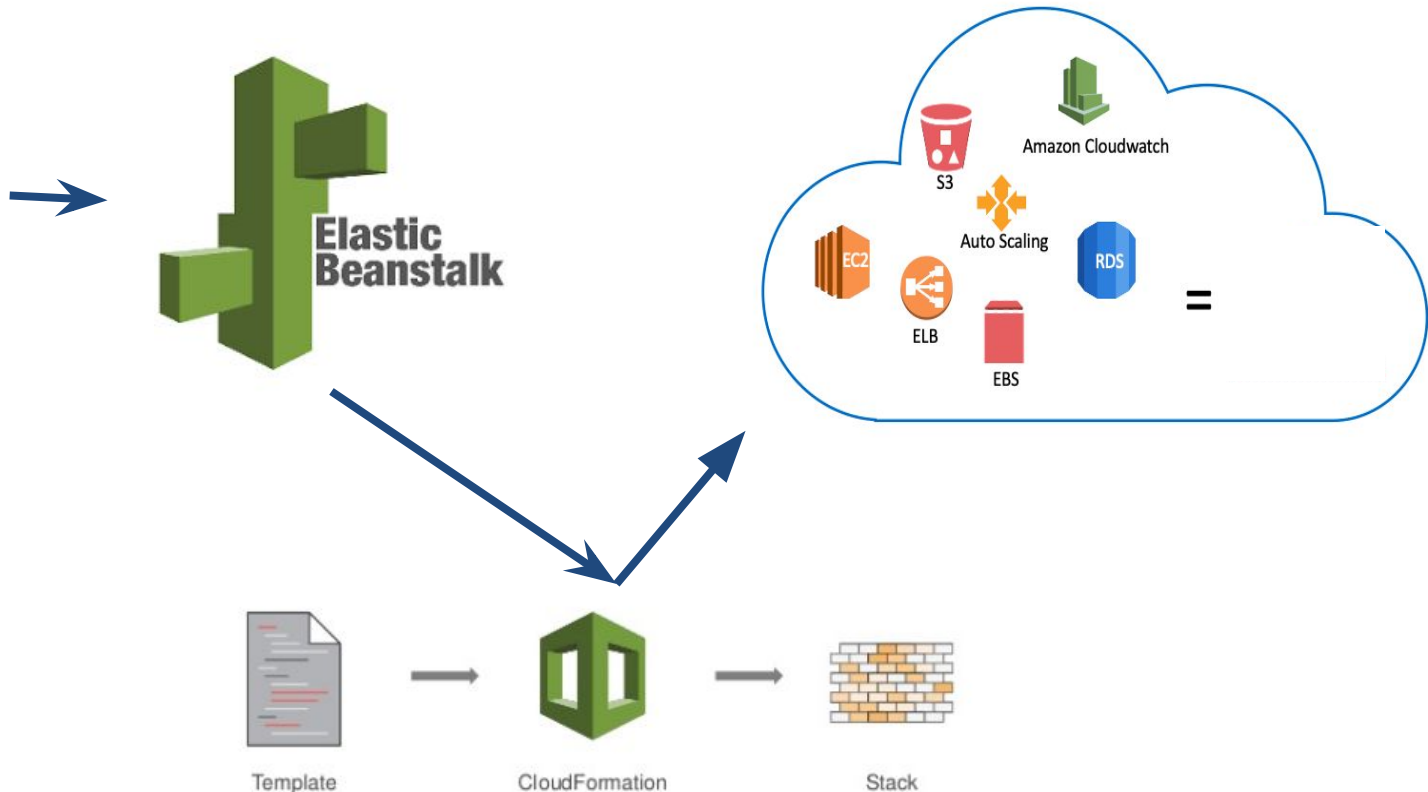 Elastic
Beanstalk
Amazon Cloudwatch
S3
Auto Scaling
EC2
RDS
=
ELB
EBS
Template
CloudFormation
Stack